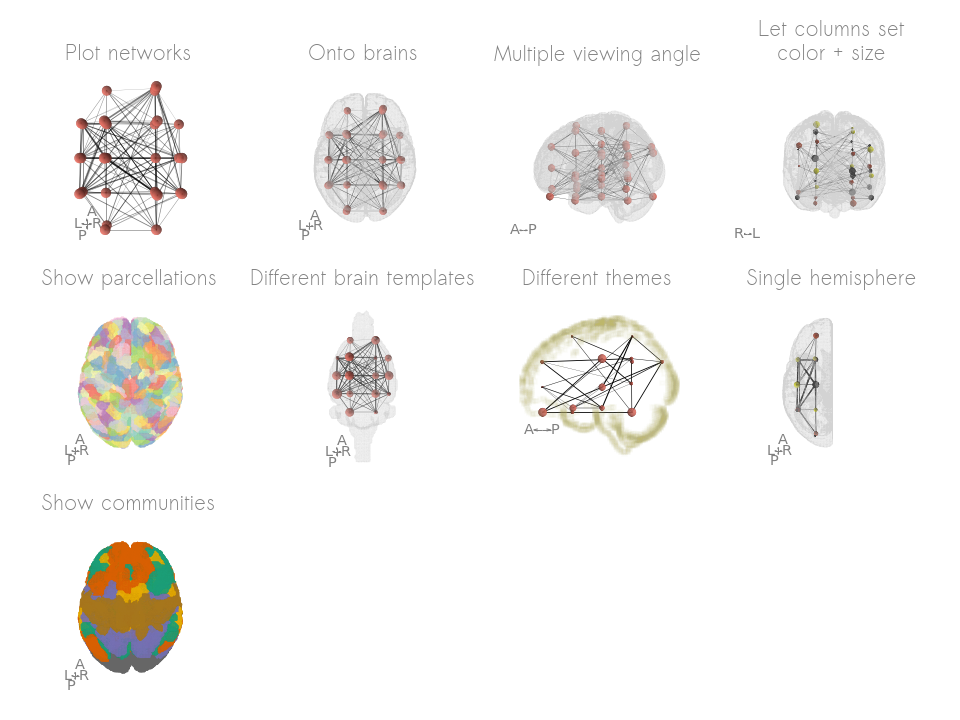 Let columns set
Plot networks
Onto brains
Multiple viewing angle
color + size
A
L+R
P
A
L+R
P
A↔P
R↔L
Show parcellations
Different brain templates
Different themes
Single hemisphere
A
L+R
P
A
L+R
P
A↔P
A
L+R
P
Show communities
A
L+R
P